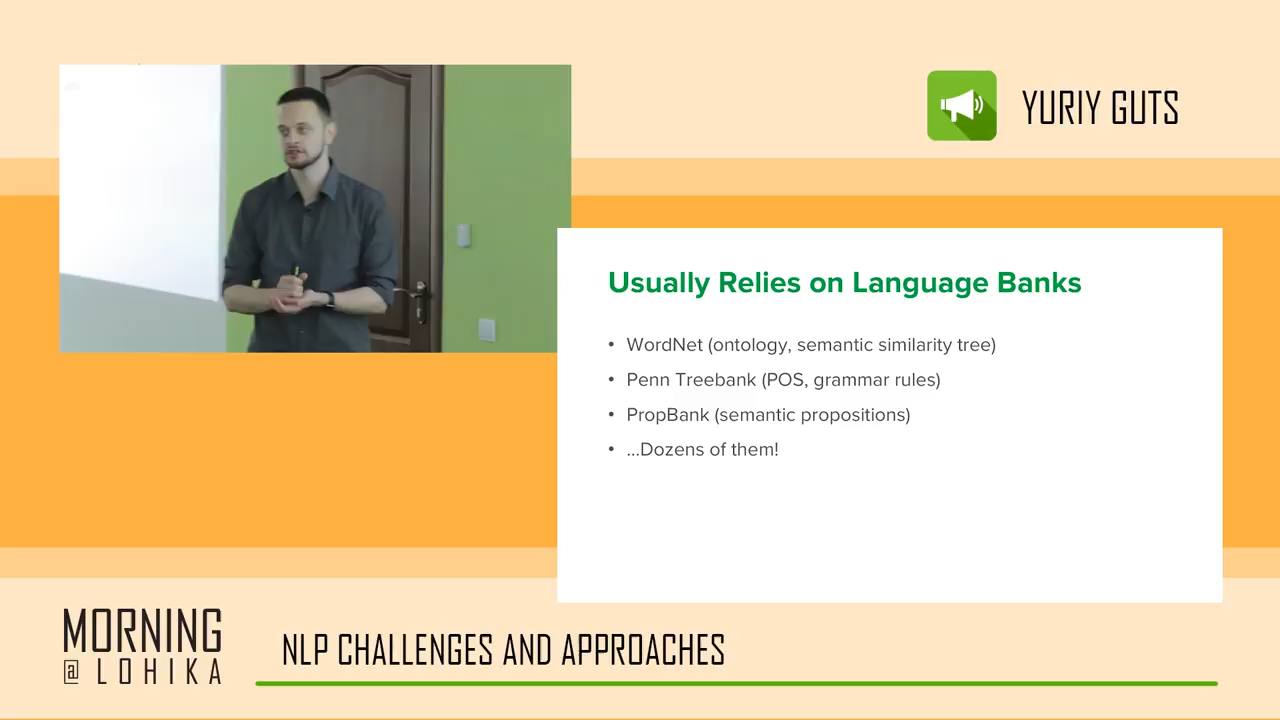 YURIY GUTS
Usually Relies on Language Banks
• WordNet (ontology, semantic similarity tree)
• Penn Treebank (POS, grammar rules)
• PropBank (semantic propositions)
• ...Dozens of them!
MORNING
@ LOHIKA
NLP CHALLENGES AND APPROACHES